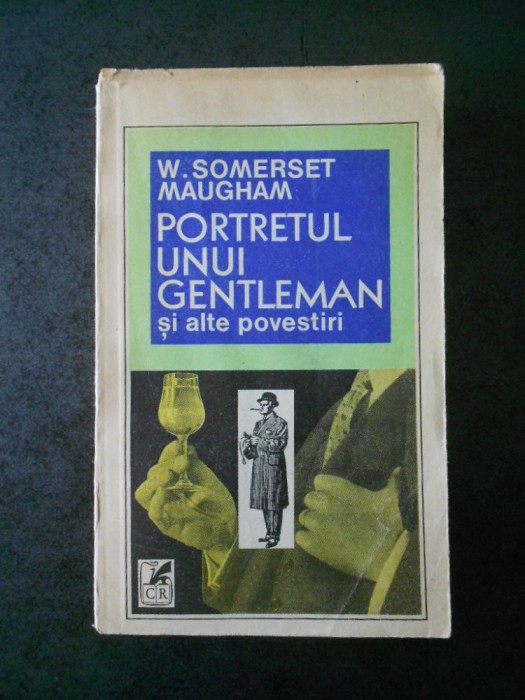 W. SOMERSET
MAUGHAM
PORTRETUL
UNUI
GENTLEMAN
și alte povestiri
CR